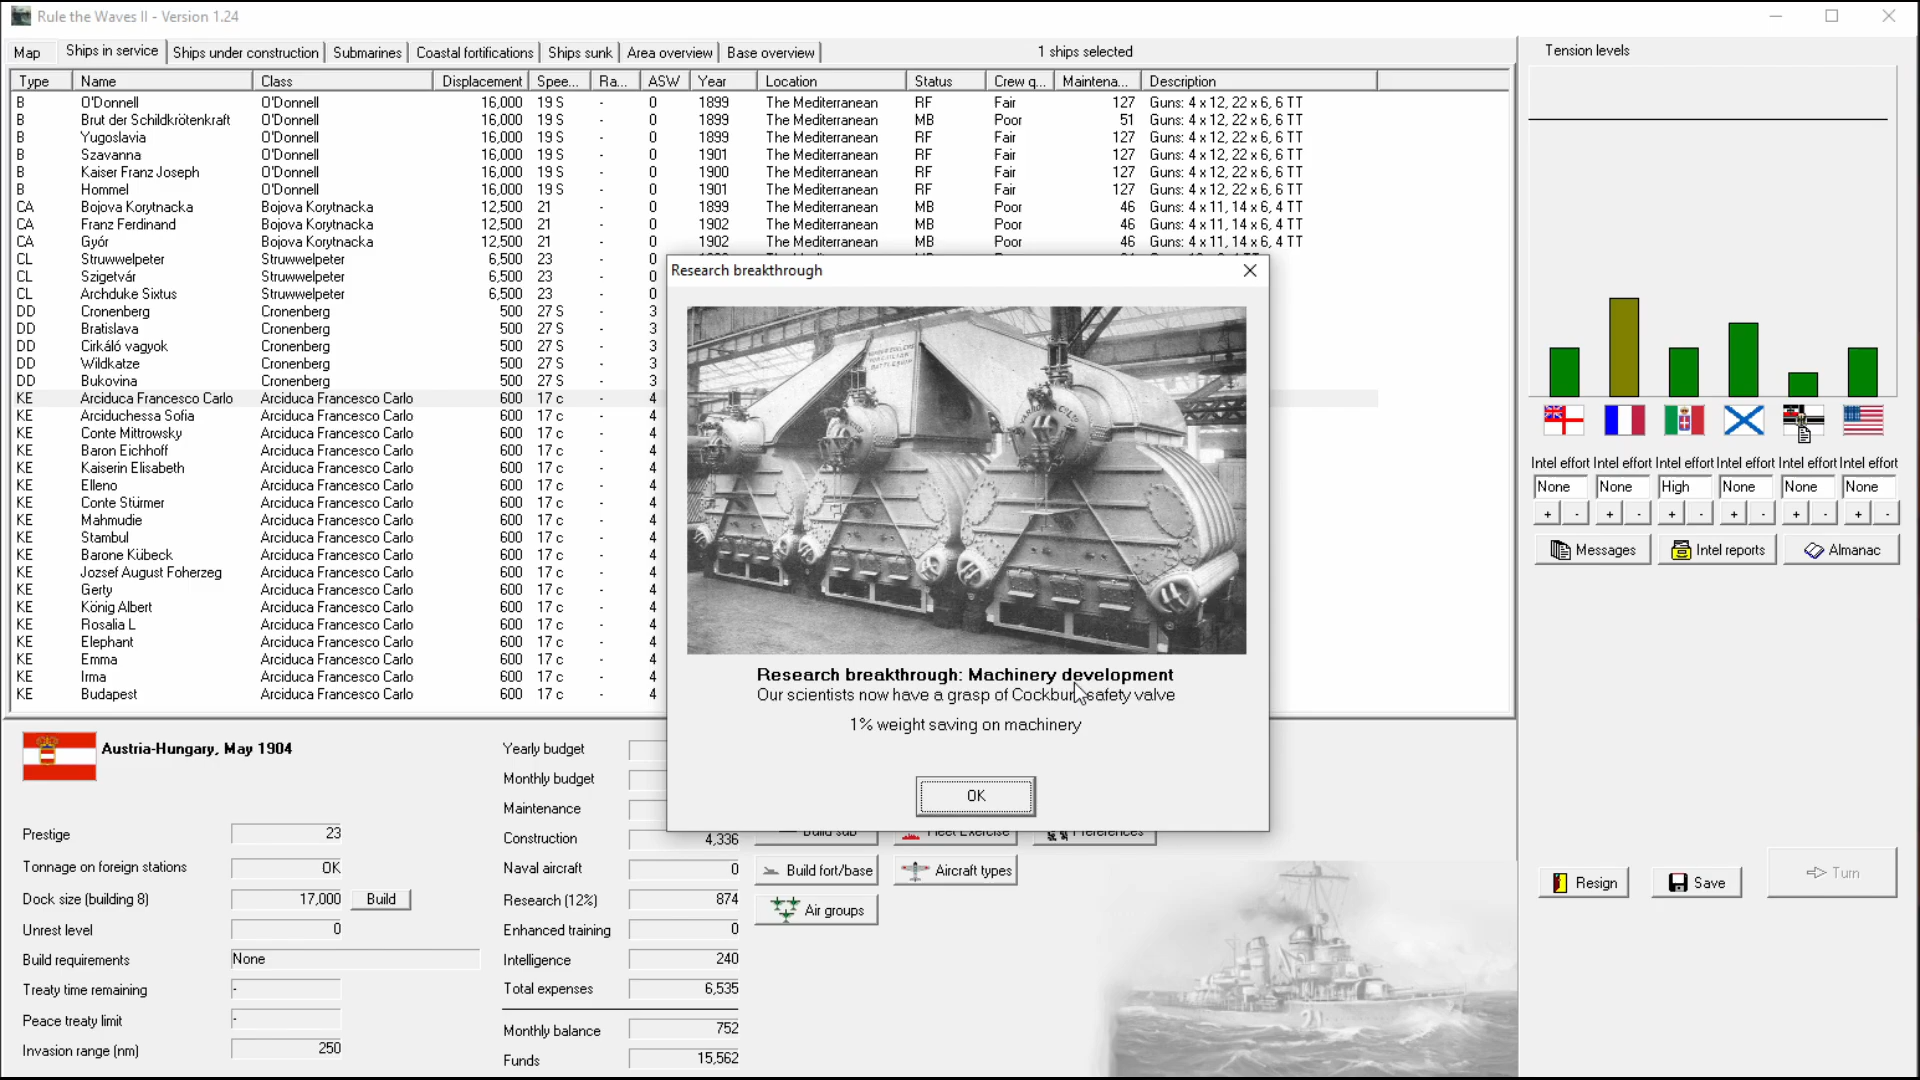 Rule the Waves II - Version 1.24
Map Ships in service Ships under construction Submarines Coastal fortifications Ships sunk Area overview Base overview 1 ships selected Tension levels
Type Name Class Displacement Spee... Ra... ASW Year Location Status Crew q... Maintena... Description
B O'Donnell O'Donnell 16,000 19 S - 0 1899 The Mediterranean RF Fair 127 Guns: 4 x 12, 22 x 6, 6 TT
B Brut der Schildkrötenkraft O'Donnell 16,000 19 S - 0 1899 The Mediterranean MB Poor 51 Guns: 4 x 12, 22 x 6, 6 TT
B Yugoslavia O'Donnell 16,000 19 S - 0 1899 The Mediterranean RF Fair 127 Guns: 4 x 12, 22 x 6, 6 TT
B Szavanna O'Donnell 16,000 19 S - 0 1901 The Mediterranean RF Fair 127 Guns: 4 x 12, 22 x 6, 6 TT
B Kaiser Franz Joseph O'Donnell 16,000 19 S - 0 1900 The Mediterranean RF Fair 127 Guns: 4 x 12, 22 x 6, 6 TT
B Hommel O'Donnell 16,000 19 S - 0 1901 The Mediterranean RF Fair 127 Guns: 4 x 12, 22 x 6, 6 TT
CA Bojova Korytnacka Bojova Korytnacka 12,500 21 - 0 1899 The Mediterranean MB Poor 46 Guns: 4 x 11, 14 x 6, 4 TT
CA Franz Ferdinand Bojova Korytnacka 12,500 21 - 0 1902 The Mediterranean MB Poor 46 Guns: 4 x 11, 14 x 6, 4 TT
CA Györ Bojova Korytnacka 12,500 21 - 0 1902 The Mediterranean MB Poor 46 Guns: 4 x 11, 14 x 6, 4 TT
CL Struwwelpeter Struwwelpeter 6,500 23 - 0
CL Szigetvár Struwwelpeter 6,500 23 - 0
CL Archduke Sixtus Struwwelpeter 6,500 23 - 0
DD Cronenberg Cronenberg 500 27 S - 3
DD Bratislava Cronenberg 500 27 S - 3
DD Cirkáló vagyok Cronenberg 500 27 S - 3
DD Wildkatze Cronenberg 500 27 S - 3
DD Bukovina Cronenberg 500 27 S - 3
KE Arciduca Francesco Carlo Arciduca Francesco Carlo 600 17 c - 4
KE Arciduchessa Sofia Arciduca Francesco Carlo 600 17 c - 4
KE Conte Mittrowsky Arciduca Francesco Carlo 600 17 c - 4
KE Baron Eichhoff Arciduca Francesco Carlo 600 17 c - 4
KE Kaiserin Elisabeth Arciduca Francesco Carlo 600 17 c - 4
KE Elleno Arciduca Francesco Carlo 600 17 c - 4
KE Conte Stürmer Arciduca Francesco Carlo 600 17 c - 4
KE Mahmudie Arciduca Francesco Carlo 600 17 c - 4
KE Stambul Arciduca Francesco Carlo 600 17 c - 4
KE Barone Kübeck Arciduca Francesco Carlo 600 17 c - 4
KE Jozsef August Foherzeg Arciduca Francesco Carlo 600 17 c - 4
KE Gerty Arciduca Francesco Carlo 600 17 c - 4
KE König Albert Arciduca Francesco Carlo 600 17 c - 4
KE Rosalia L Arciduca Francesco Carlo 600 17 c - 4
KE Elephant Arciduca Francesco Carlo 600 17 c - 4
KE Emma Arciduca Francesco Carlo 600 17 c - 4
KE Irma Arciduca Francesco Carlo 600 17 c - 4
KE Budapest Arciduca Francesco Carlo 600 17 c - 4
Research breakthrough
Research breakthrough: Machinery development
Our scientists now have a grasp of Cockburn safety valve
1% weight saving on machinery
OK
Intel effort Intel effort Intel effort Intel effort Intel effort Intel effort
None None High None None None
+ - + - + - + - + - + -
Messages Intel reports Almanac
Austria-Hungary, May 1904
Prestige 23
Tonnage on foreign stations OK
Dock size (building 8) 17,000 Build
Unrest level 0
Build requirements None
Treaty time remaining -
Peace treaty limit -
Invasion range (nm) 250
Yearly budget
Monthly budget
Maintenance
Construction 4,336
Naval aircraft 0
Research (12%) 874
Enhanced training 0
Intelligence 240
Total expenses 6,535
Monthly balance 752
Funds 15,562
Build sub Fleet Exercise Preferences
Build fort/base Aircraft types
Air groups
Resign Save Turn
21